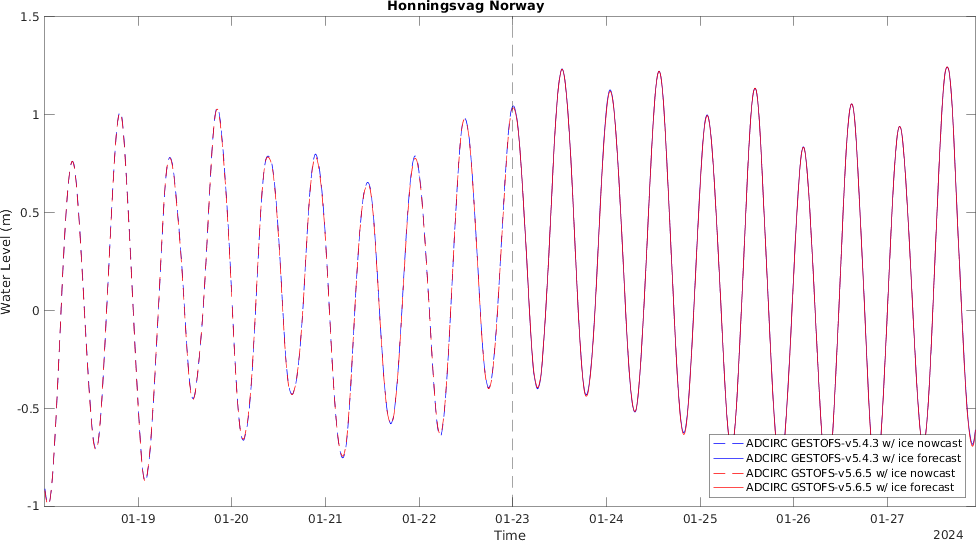 Honningsvag Norway
1.5
1
0.5
0
-0.5
-1
Water Level (m)
01-19 01-20 01-21 01-22 01-23 01-24 01-25 01-26 01-27
Time
2024
ADCIRC GESTOFS-v5.4.3 w/ ice nowcast
ADCIRC GESTOFS-v5.4.3 w/ ice forecast
ADCIRC GSTOFS-v5.6.5 w/ ice nowcast
ADCIRC GSTOFS-v5.6.5 w/ ice forecast